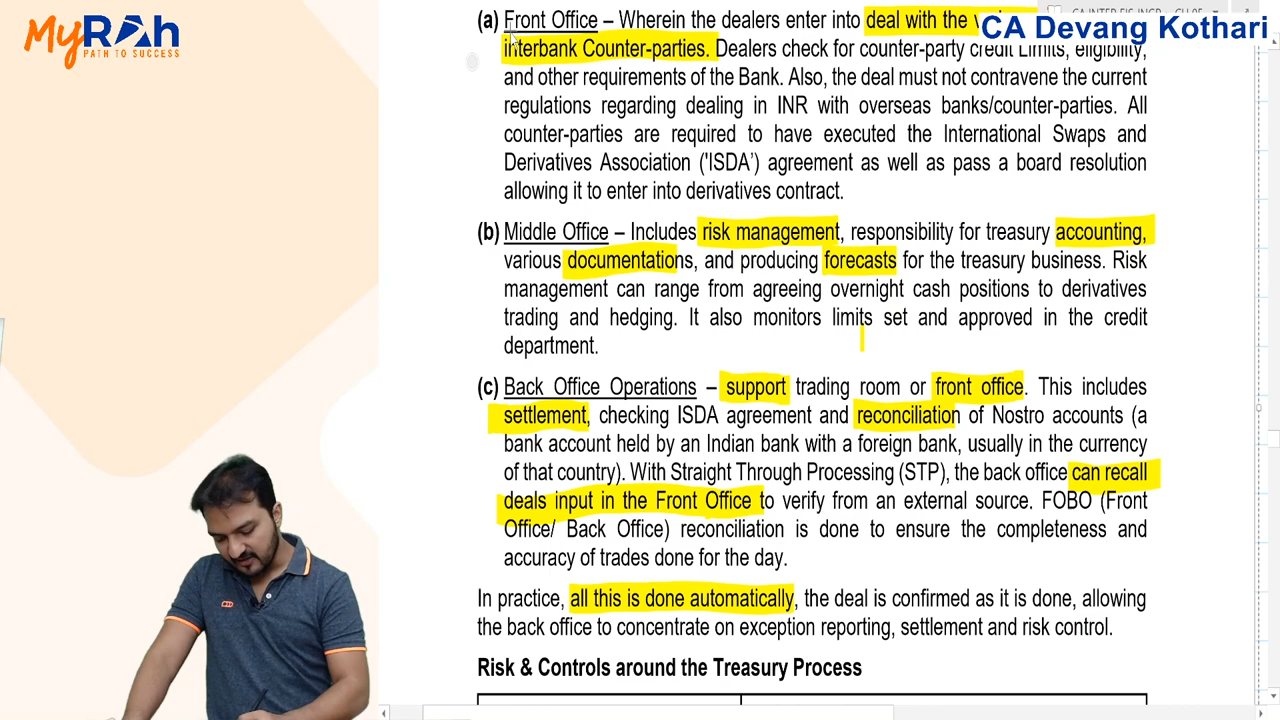 MyRAh
PATH TO SUCCESS
CA Devang Kothari
(a) Front Office – Wherein the dealers enter into deal with the
interbank Counter-parties. Dealers check for counter-party credit Limits, eligibility,
and other requirements of the Bank. Also, the deal must not contravene the current
regulations regarding dealing in INR with overseas banks/counter-parties. All
counter-parties are required to have executed the International Swaps and
Derivatives Association ('ISDA’) agreement as well as pass a board resolution
allowing it to enter into derivatives contract.
(b) Middle Office – Includes risk management, responsibility for treasury accounting,
various documentations, and producing forecasts for the treasury business. Risk
management can range from agreeing overnight cash positions to derivatives
trading and hedging. It also monitors limits set and approved in the credit
department.
(c) Back Office Operations – support trading room or front office. This includes
settlement, checking ISDA agreement and reconciliation of Nostro accounts (a
bank account held by an Indian bank with a foreign bank, usually in the currency
of that country). With Straight Through Processing (STP), the back office can recall
deals input in the Front Office to verify from an external source. FOBO (Front
Office/ Back Office) reconciliation is done to ensure the completeness and
accuracy of trades done for the day.
In practice, all this is done automatically, the deal is confirmed as it is done, allowing
the back office to concentrate on exception reporting, settlement and risk control.
Risk & Controls around the Treasury Process